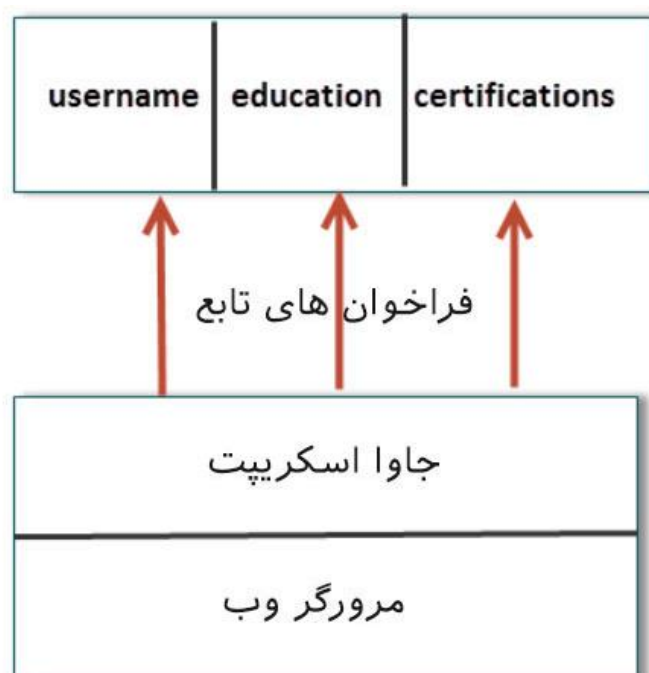 username education certifications
فراخوان های تابع
جاوا اسکریپت
مرورگر وب